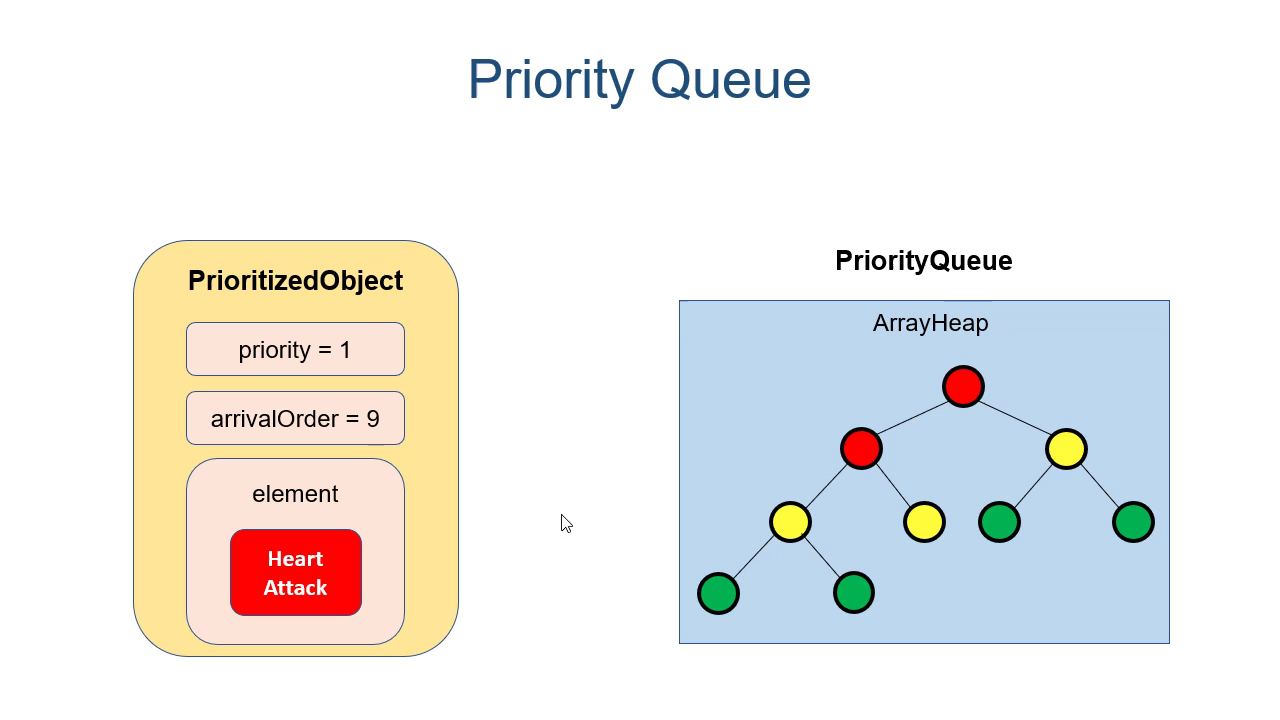 Priority Queue
PrioritizedObject
priority = 1
arrivalOrder = 9
element
Heart
Attack
PriorityQueue
ArrayHeap